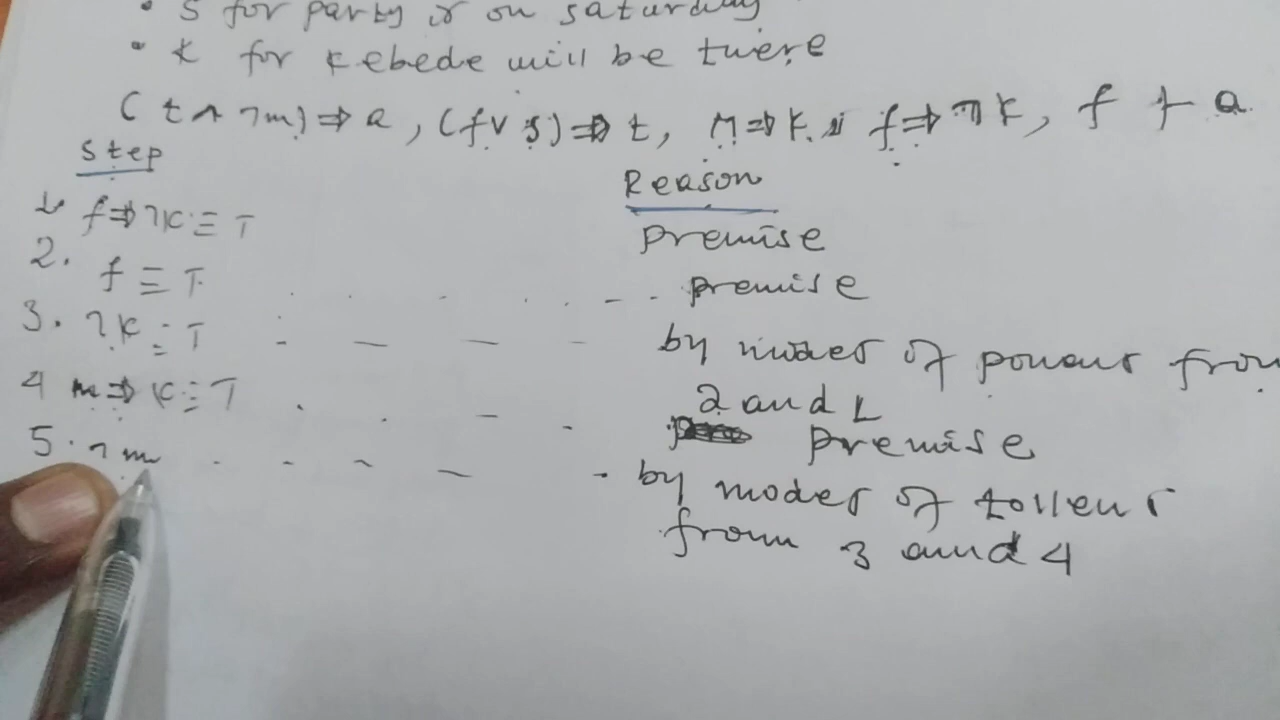 • S for party is on saturday
• K for kebede will be there
(t ∧ ¬m) ⇒ a, (f ∨ s) ⇒ t, m ⇒ k, f ⇒ ¬k, f ⊢ a
Step
Reason
1. f ⇒ ¬k ≡ T
premise
2. f ≡ T
premise
3. ¬k ≡ T
by modes of ponous from
2 and 1
4 m ⇒ k ≡ T
premise
5. ¬m
by modes of tollens
from 3 and 4